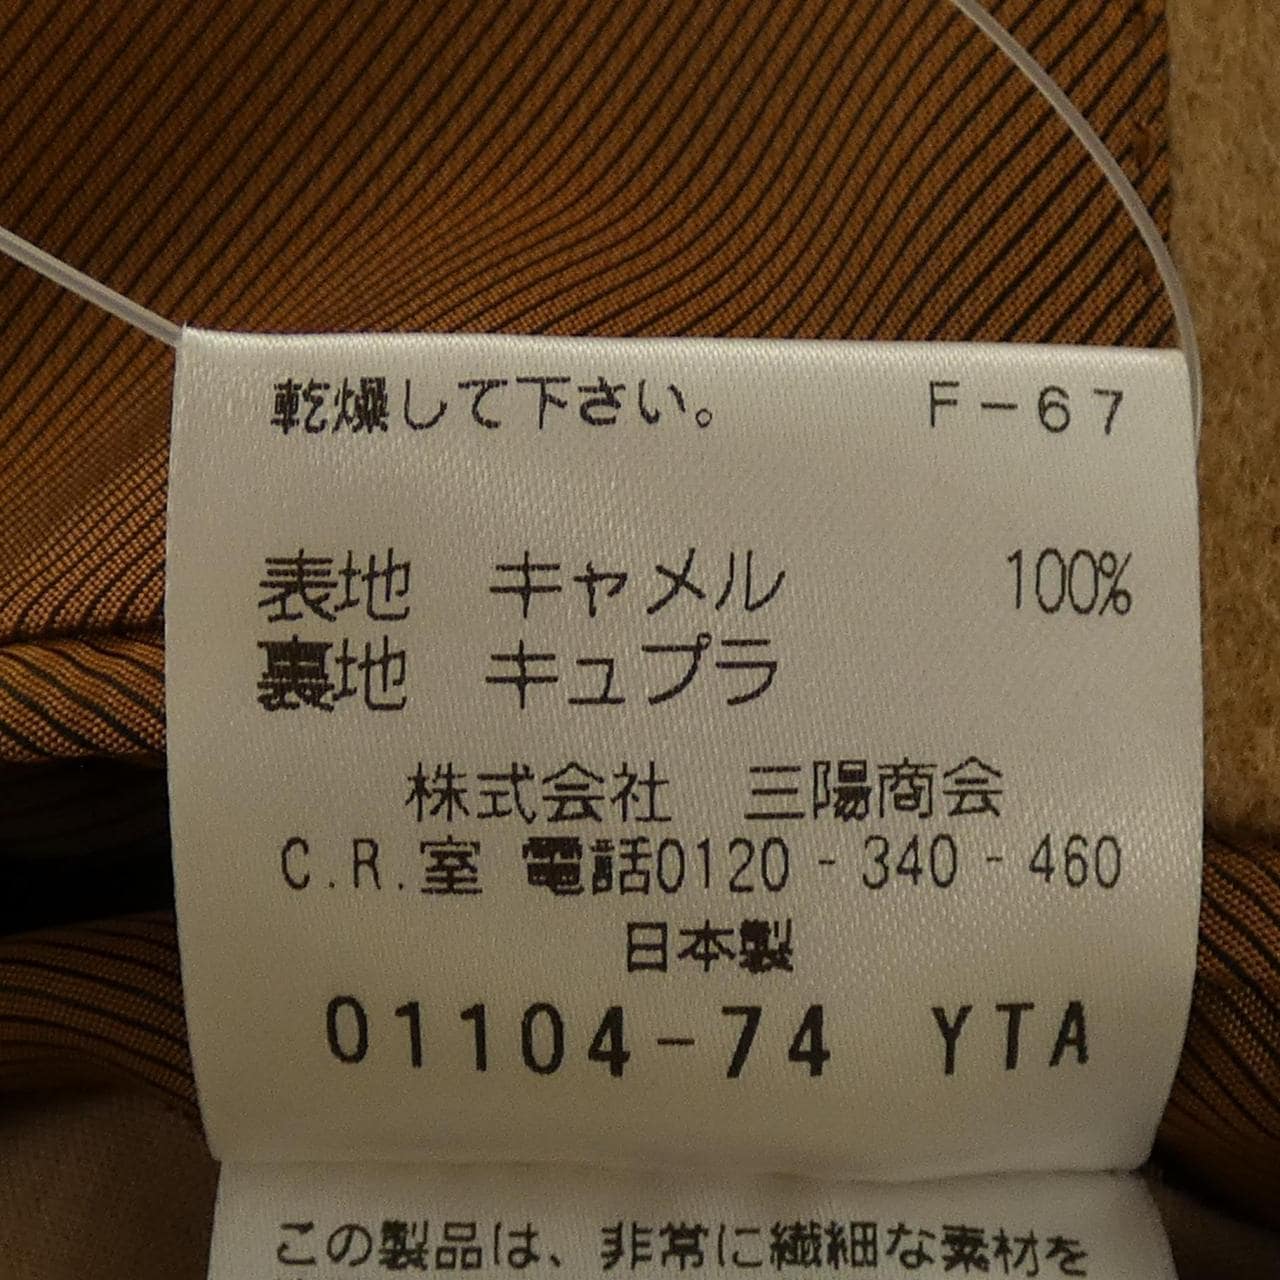 乾燥して下さい。 F-67
表地 キャメル 100%
裏地 キュプラ
株式会社 三陽商会
C.R.室 電話0120-340-460
日本製
01104-74 YTA
この製品は、非常に繊細な素材を